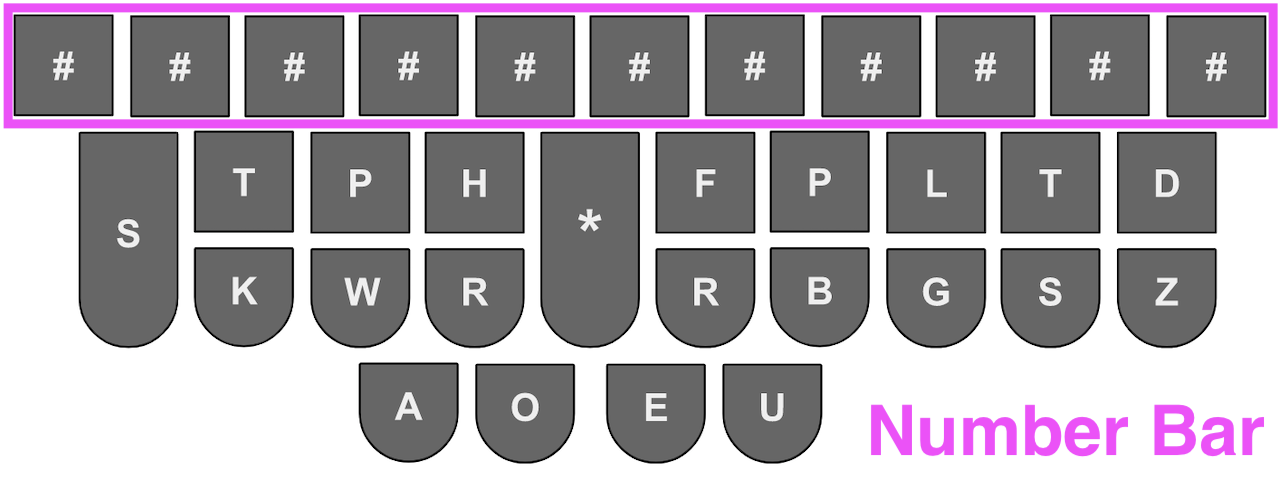 # # # # # # # # # # #
S T P H * F P L T D
K W R R B G S Z
A O E U
Number Bar